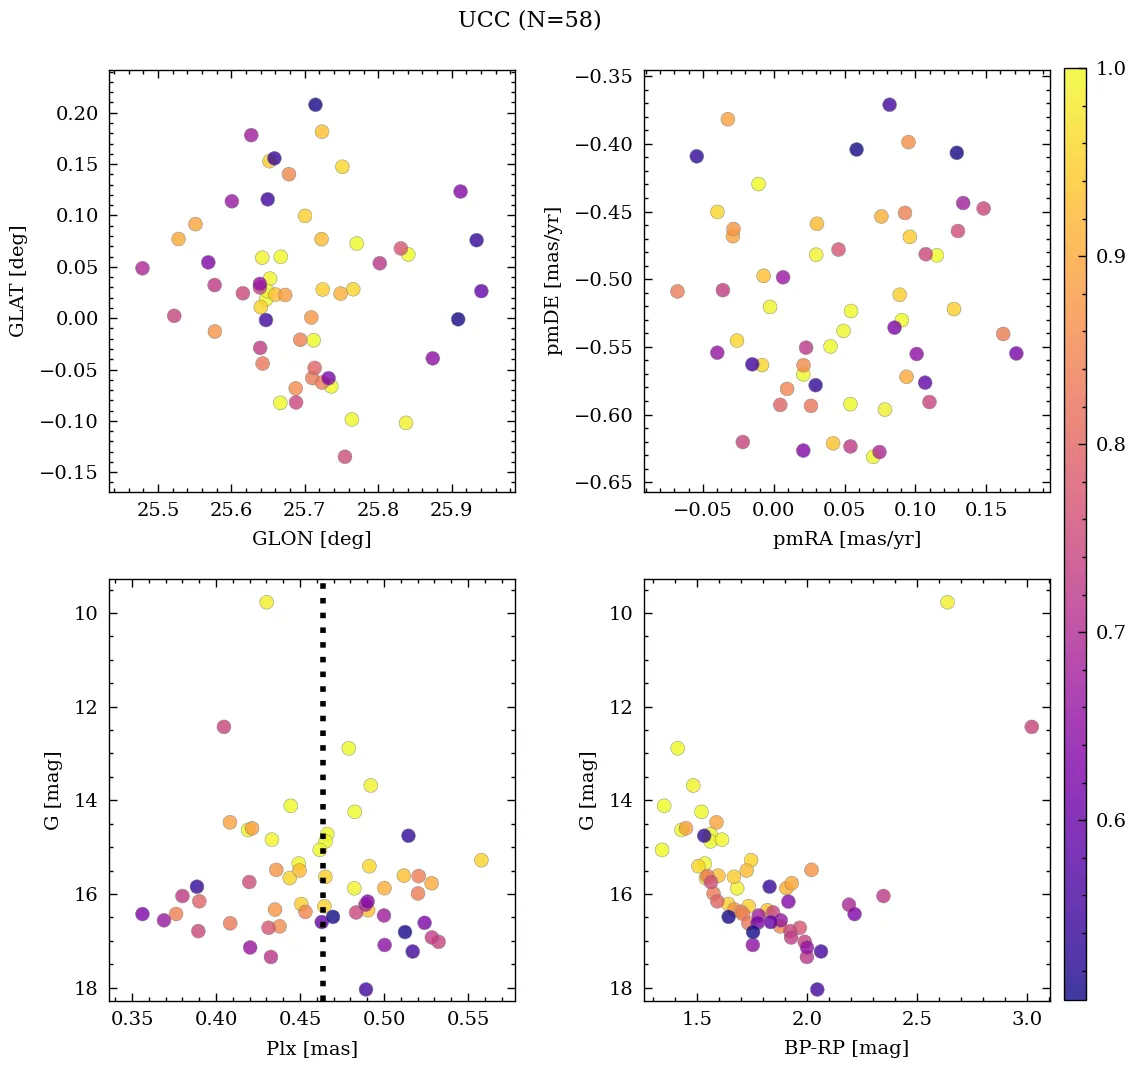 UCC (N=58)
0.20
0.15
0.10
0.05
0.00
−0.05
−0.10
−0.15
GLAT [deg]
25.5 25.6 25.7 25.8 25.9
GLON [deg]
−0.35
−0.40
−0.45
−0.50
−0.55
−0.60
−0.65
pmDE [mas/yr]
−0.05 0.00 0.05 0.10 0.15
pmRA [mas/yr]
10
12
14
16
18
G [mag]
0.35 0.40 0.45 0.50 0.55
Plx [mas]
10
12
14
16
18
G [mag]
1.5 2.0 2.5 3.0
BP-RP [mag]
1.0
0.9
0.8
0.7
0.6